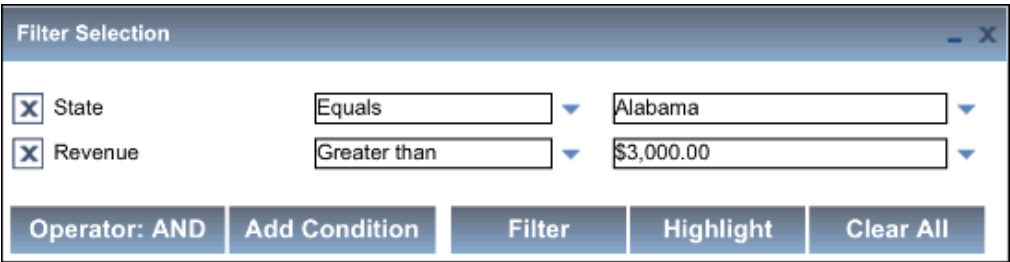 Filter Selection
State Equals Alabama
Revenue Greater than $3,000.00
Operator: AND Add Condition Filter Highlight Clear All